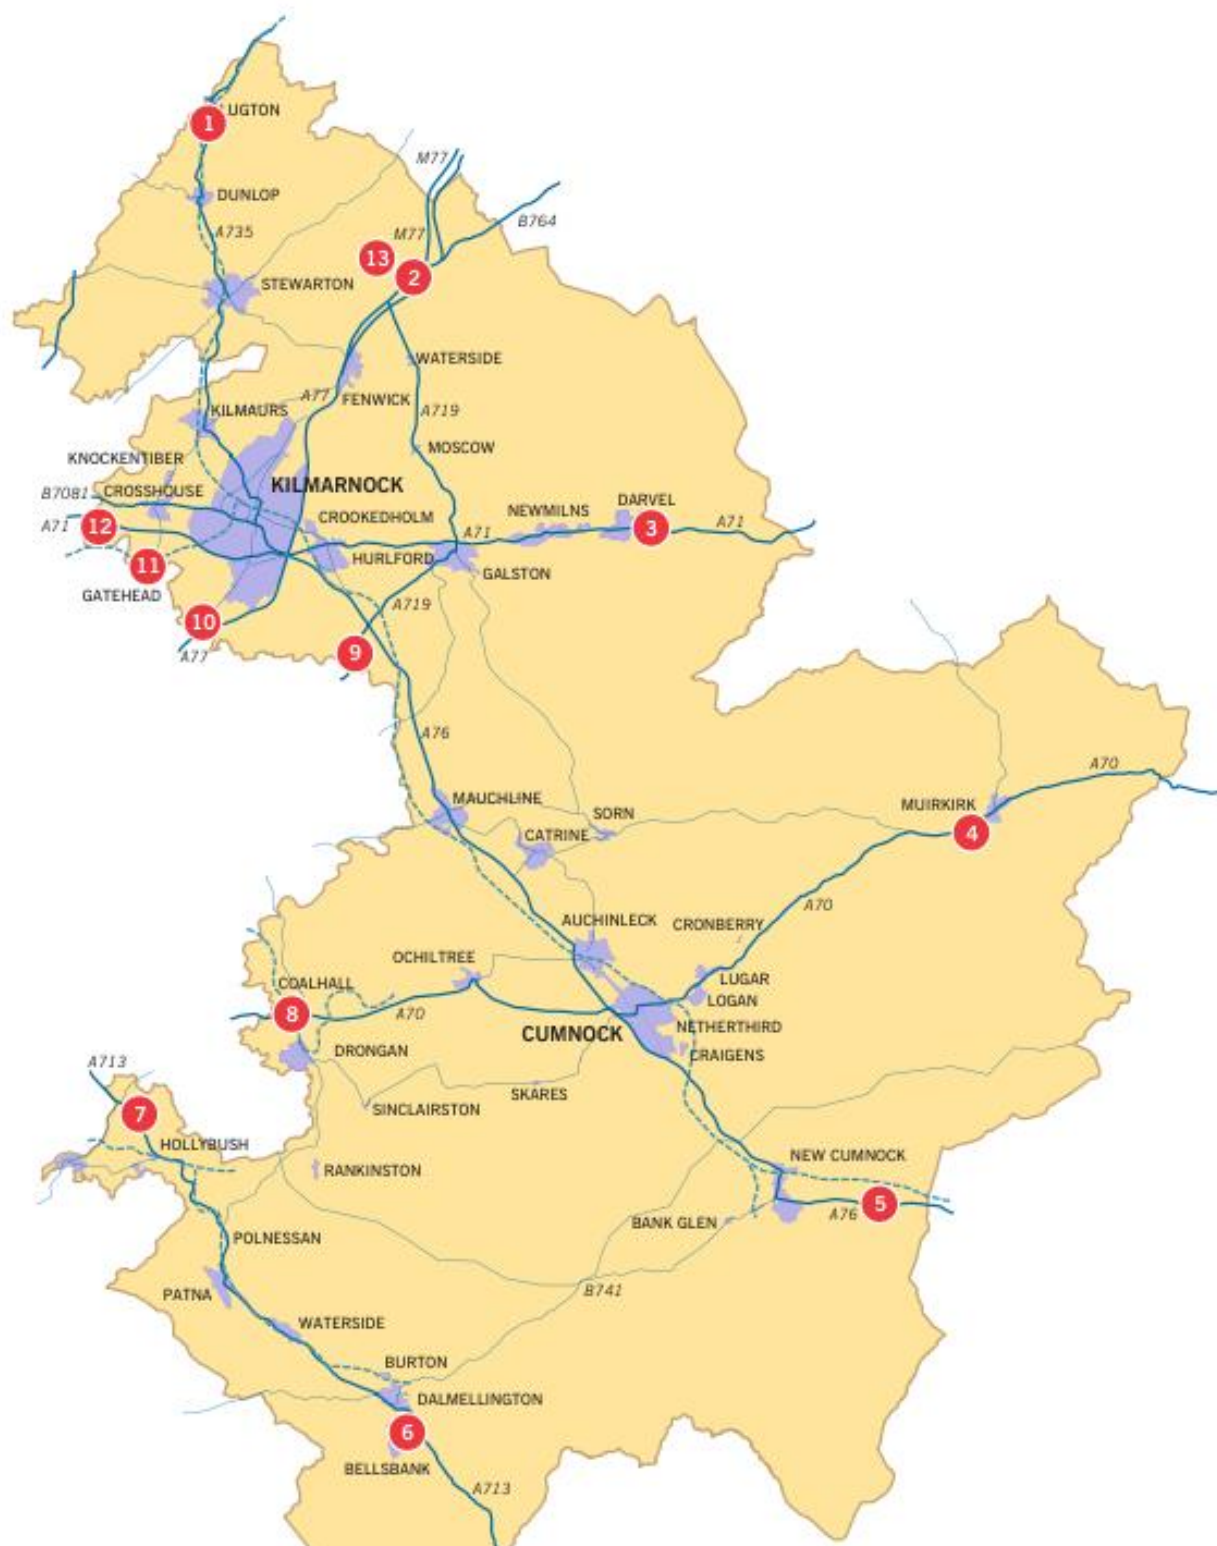 UGTON
1
DUNLOP
M77
B764
A735
M77
13
2
STEWARTON
WATERSIDE
A77
FENWICK
KILMAURS
A719
MOSCOW
KNOCKENTIBER
KILMARNOCK
B7081
CROSSHOUSE
DARVEL
NEWMILNS
CROOKEDHOLM
A71
12
A71
3
A71
HURLFORD
11
GALSTON
GATEHEAD
A719
10
A77
9
A76
A70
MAUCHLINE
MUIRKIRK
SORN
4
CATRINE
A70
AUCHINLECK
CRONBERRY
OCHILTREE
LUGAR
COALHALL
LOGAN
8
A70
CUMNOCK
NETHERTHIRD
DRONGAN
CRAIGENS
A713
SKARES
SINCLAIRSTON
7
HOLLYBUSH
NEW CUMNOCK
RANKINSTON
5
A76
BANK GLEN
POLNESSAN
PATNA
B741
WATERSIDE
BURTON
DALMELLINGTON
6
BELLSBANK
A713